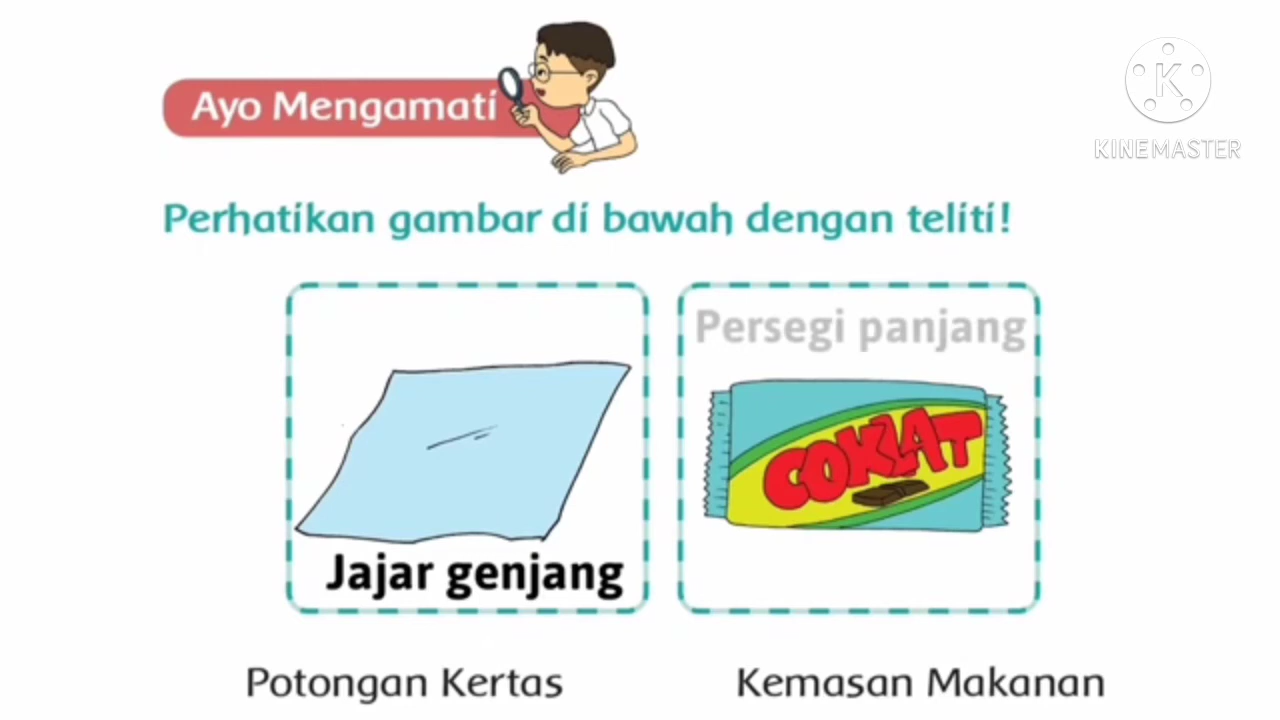 Ayo Mengamati
K
KINEMASTER
Perhatikan gambar di bawah dengan teliti!
Persegi panjang
COKLAT
Jajar genjang
Potongan Kertas
Kemasan Makanan